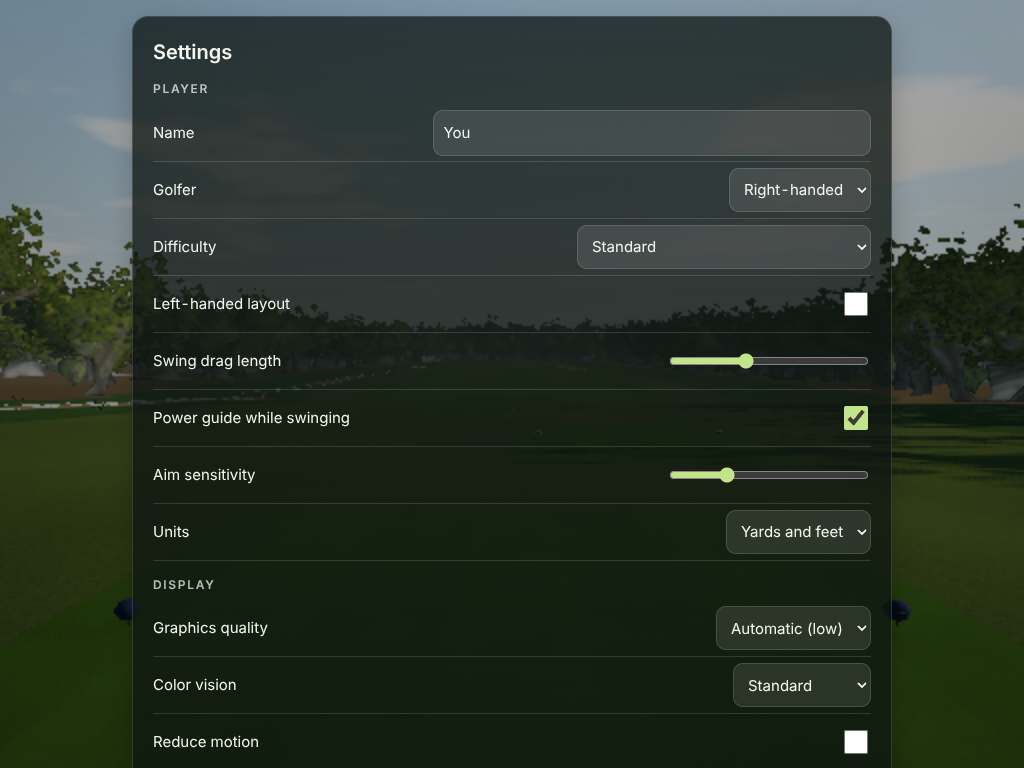 Settings
PLAYER
Name
You
Golfer
Right-handed
Difficulty
Standard
Left-handed layout
Swing drag length
Power guide while swinging
Aim sensitivity
Units
Yards and feet
DISPLAY
Graphics quality
Automatic (low)
Color vision
Standard
Reduce motion